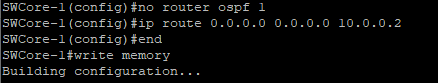 SWCore-1(config)#no router ospf 1
SWCore-1(config)#ip route 0.0.0.0 0.0.0.0 10.0.0.2
SWCore-1(config)#end
SWCore-1#write memory
Building configuration...